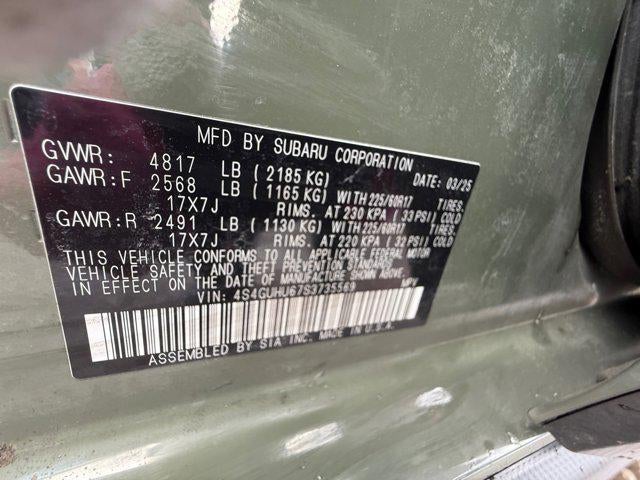 MFD BY SUBARU CORPORATION
GVWR: 4817 LB (2185 KG) DATE: 03/25
GAWR:F 2568 LB (1165 KG) WITH 225/60R17 TIRES.
17X7J RIMS. AT 230 KPA (33 PSI) COLD
GAWR:R 2491 LB (1130 KG) WITH 225/60R17 TIRES.
17X7J RIMS. AT 220 KPA (32 PSI) COLD
THIS VEHICLE CONFORMS TO ALL APPLICABLE FEDERAL MOTOR
VEHICLE SAFETY AND THEFT PREVENTION STANDARDS
IN EFFECT ON THE DATE OF MANUFACTURE SHOWN ABOVE.
VIN: 4S4GUHU67S3735569 MPV
ASSEMBLED BY SIA INC. MADE IN U.S.A.